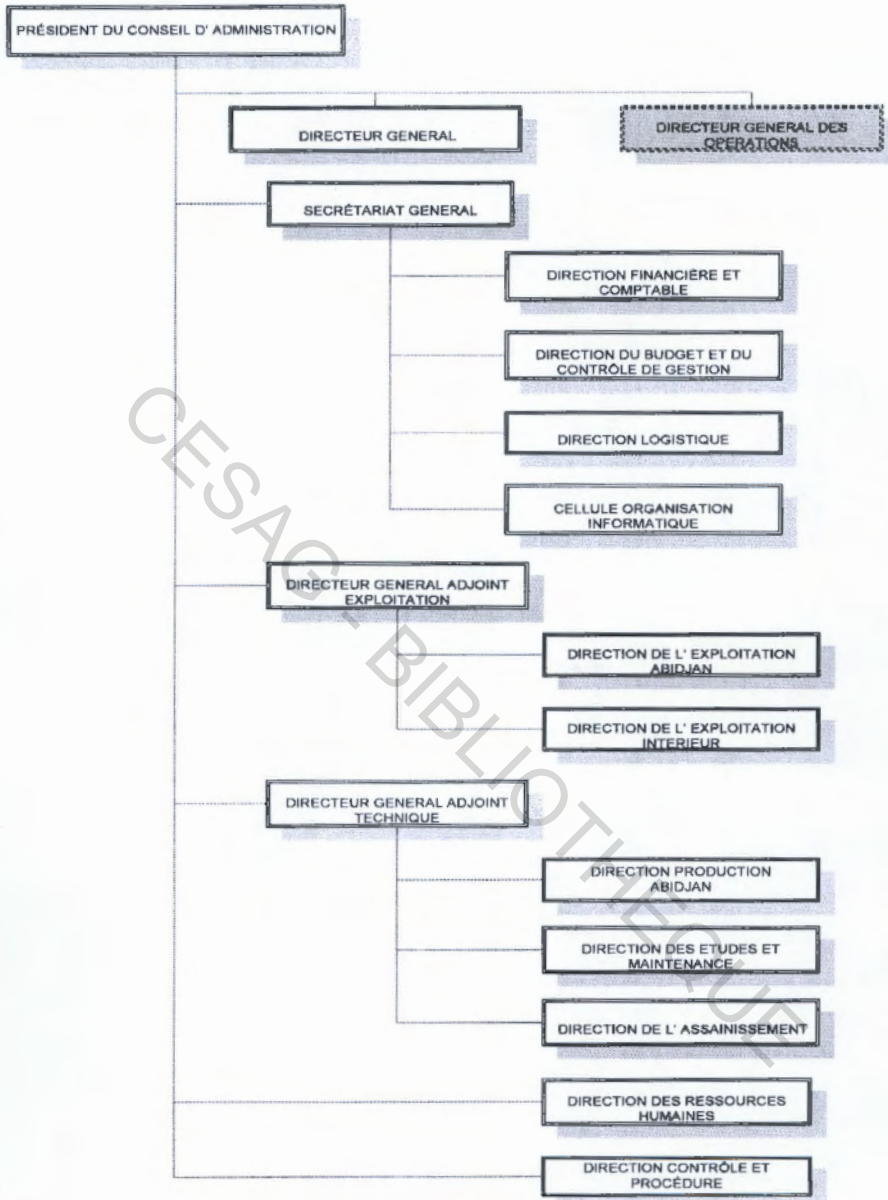 PRÉSIDENT DU CONSEIL D' ADMINISTRATION
DIRECTEUR GENERAL
DIRECTEUR GENERAL DES
OPERATIONS
SECRÉTARIAT GENERAL
DIRECTION FINANCIÈRE ET
COMPTABLE
DIRECTION DU BUDGET ET DU
CONTRÔLE DE GESTION
DIRECTION LOGISTIQUE
CELLULE ORGANISATION
INFORMATIQUE
DIRECTEUR GENERAL ADJOINT
EXPLOITATION
DIRECTION DE L' EXPLOITATION
ABIDJAN
DIRECTION DE L' EXPLOITATION
INTERIEUR
DIRECTEUR GENERAL ADJOINT
TECHNIQUE
DIRECTION PRODUCTION
ABIDJAN
DIRECTION DES ETUDES ET
MAINTENANCE
DIRECTION DE L' ASSAINISSEMENT
DIRECTION DES RESSOURCES
HUMAINES
DIRECTION CONTRÔLE ET
PROCÉDURE
CESAG - BIBLIOTHEQUE